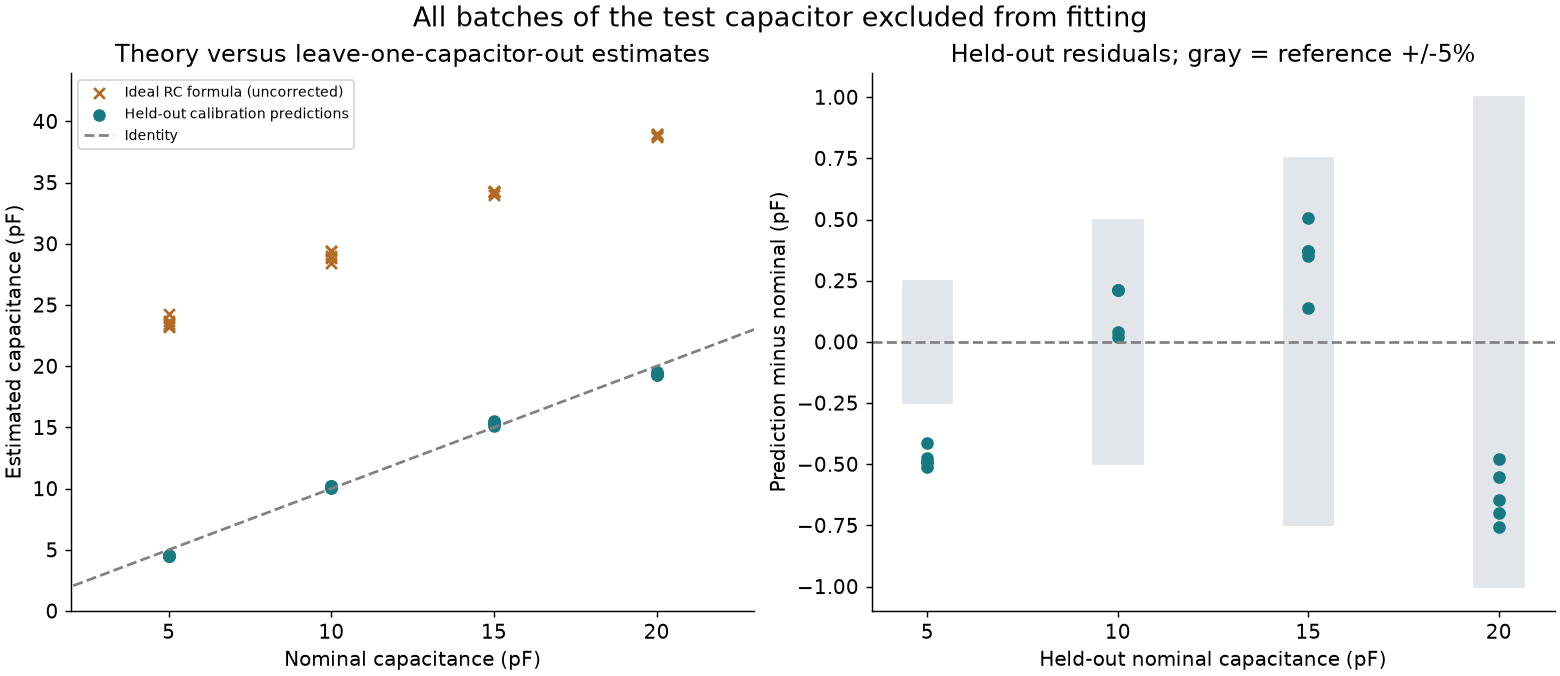 All batches of the test capacitor excluded from fitting
Theory versus leave-one-capacitor-out estimates
Ideal RC formula (uncorrected)
Held-out calibration predictions
Identity
Estimated capacitance (pF)
40
35
30
25
20
15
10
5
0
5
10
15
20
Nominal capacitance (pF)
Held-out residuals; gray = reference +/-5%
Prediction minus nominal (pF)
1.00
0.75
0.50
0.25
0.00
−0.25
−0.50
−0.75
−1.00
5
10
15
20
Held-out nominal capacitance (pF)